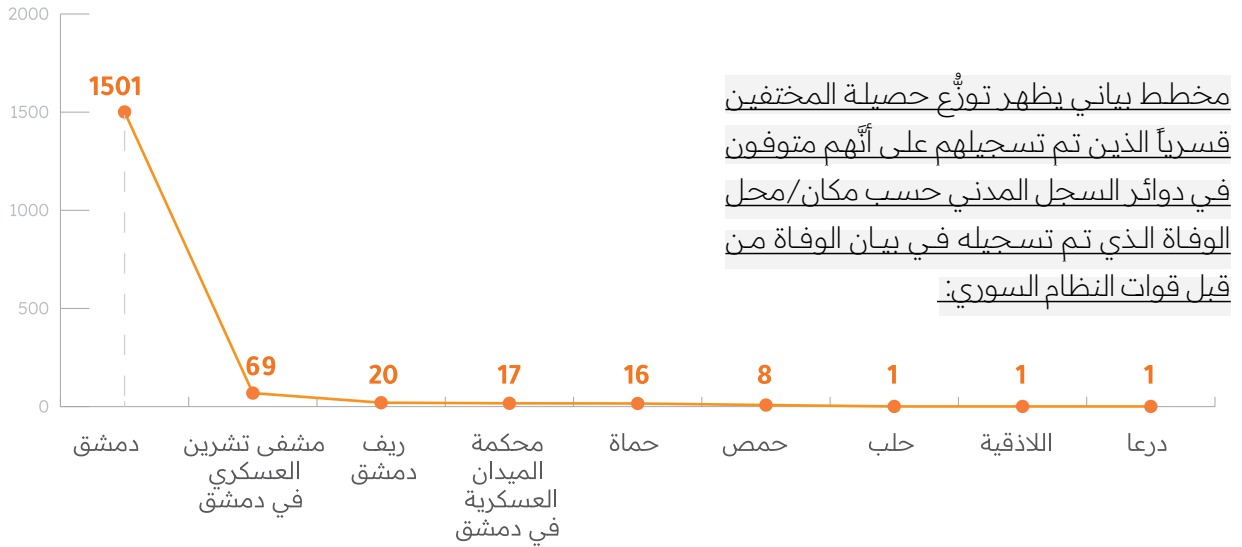 مخطط بياني يظهر توزُّع حصيلة المختفين
قسرياً الذين تم تسجيلهم على أنَّهم متوفون
في دوائر السجل المدني حسب مكان/محل
الوفاة الذي تم تسجيله في بيان الوفاة من
قبل قوات النظام السوري:
2000
1500
1000
500
0
1501
69
20
17
16
8
1
1
1
دمشق
مشفى تشرين
العسكري
في دمشق
ريف
دمشق
محكمة
الميدان
العسكرية
في دمشق
حماة
حمص
حلب
اللاذقية
درعا